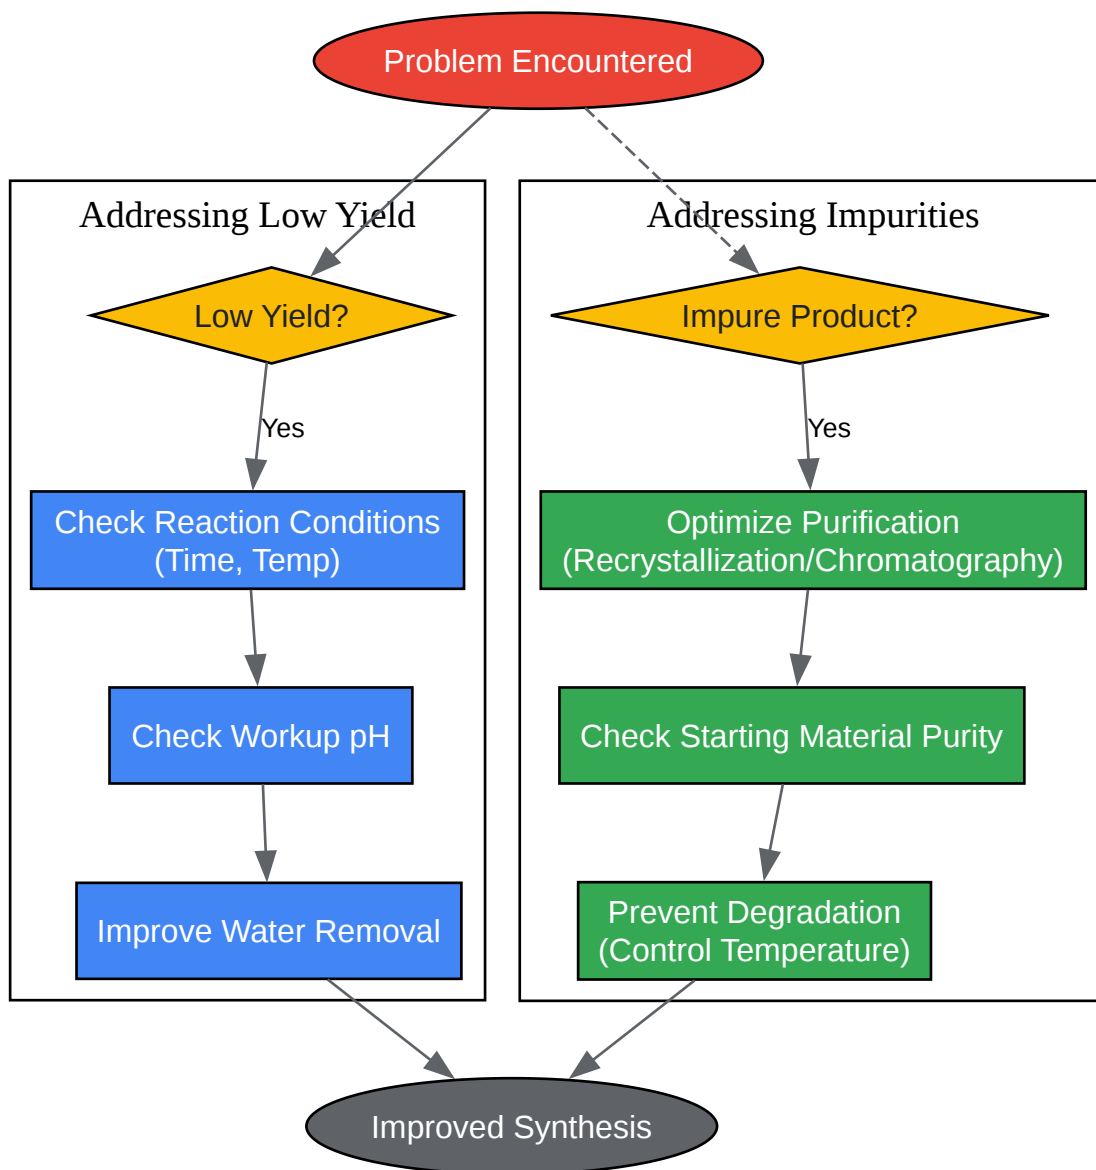 Problem Encountered
Addressing Low Yield
Low Yield?
Yes
Check Reaction Conditions
(Time, Temp)
Check Workup pH
Improve Water Removal
Addressing Impurities
Impure Product?
Yes
Optimize Purification
(Recrystallization/Chromatography)
Check Starting Material Purity
Prevent Degradation
(Control Temperature)
Improved Synthesis